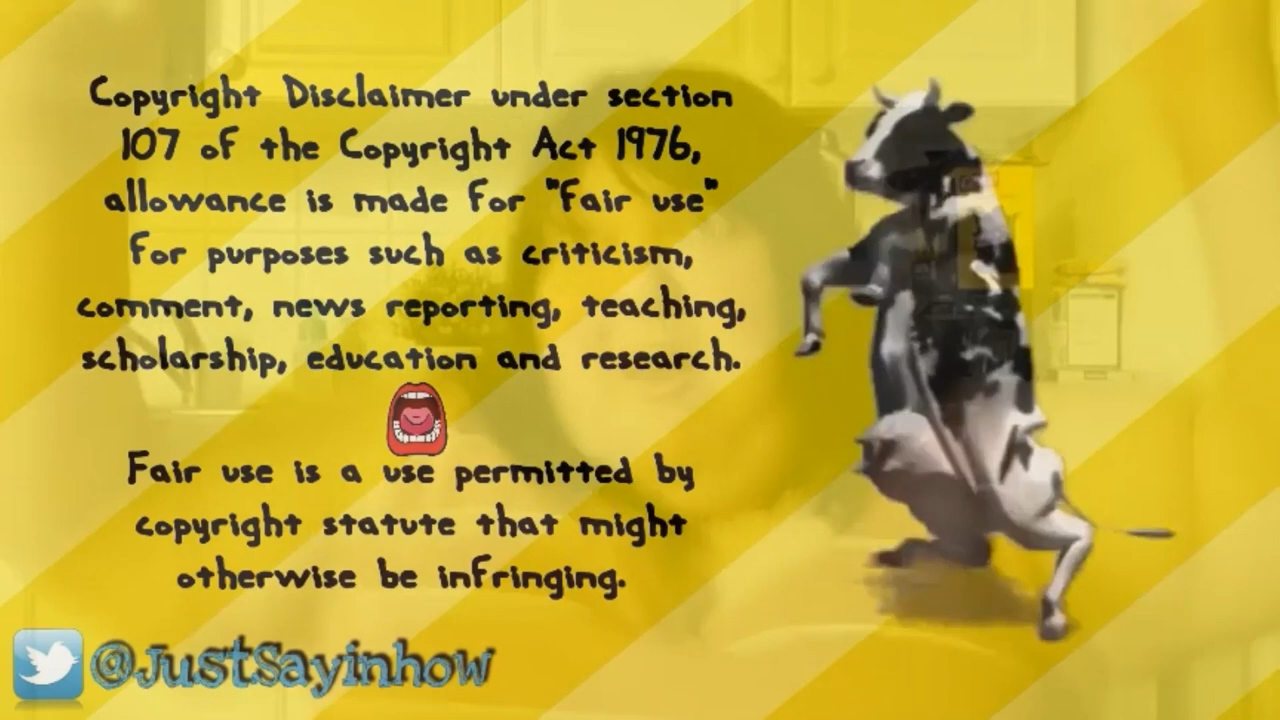 Copyright Disclaimer under section
107 of the Copyright Act 1976,
allowance is made for "Fair use"
for purposes such as criticism,
comment, news reporting, teaching,
scholarship, education and research.
Fair use is a use permitted by
copyright statute that might
otherwise be infringing.
@JustSayinhow